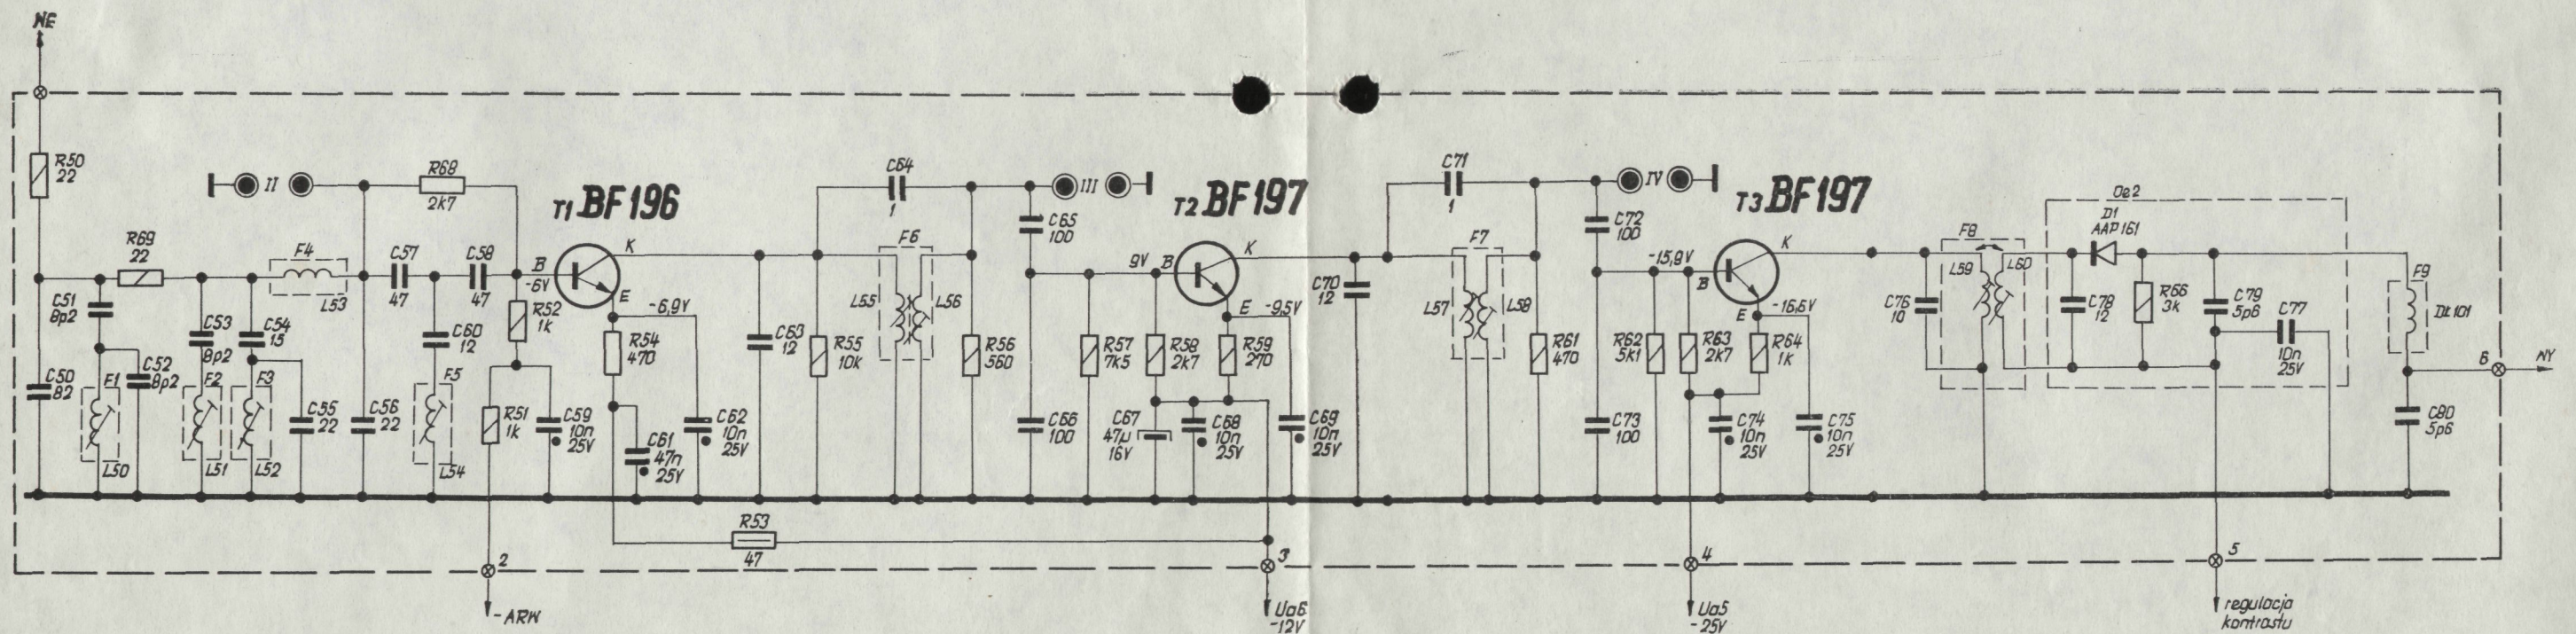 WE
R50
22
R69
22
C51
8p2
C50
82
F1
L50
C52
8p2
C53
8p2
F2
L51
C54
15
F3
L52
C55
22
II
F4
L53
R68
2k7
C57
47
C58
47
C56
22
C60
12
F5
L54
B
-6V
R52
1k
R51
1k
C59
10n
25V
T1 BF196
K
E
-6,9V
R54
470
C61
47n
25V
C62
10n
25V
C63
12
R55
10k
C64
1
F6
L55
L56
R56
560
R53
47
III
C65
100
C66
100
R57
7k5
R58
2k7
9V
B
T2 BF197
K
E
-9,5V
R59
270
C67
47µ
16V
C68
10n
25V
C69
10n
25V
C70
12
C71
1
F7
L57
L58
R61
470
IV
C72
100
C73
100
R62
5k1
R63
2k7
-15,9V
B
T3 BF197
K
E
-16,6V
R64
1k
C74
10n
25V
C75
10n
25V
C76
10
F8
L59
L60
Oe2
D1
AAP161
C78
12
R66
3k
C79
5p6
C77
10n
25V
F9
Dł101
C80
5p6
6
WY
2
-ARW
3
Ua6
-12V
4
Ua5
-25V
5
regulacja
kontrastu